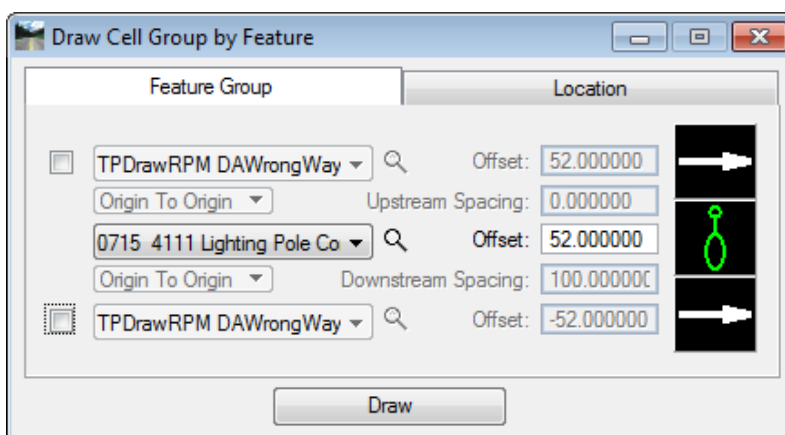 Draw Cell Group by Feature
Feature Group Location
TPDrawRPM DAWrongWay Offset: 52.000000
Origin To Origin Upstream Spacing: 0.000000
0715 4111 Lighting Pole Co Offset: 52.000000
Origin To Origin Downstream Spacing: 100.000000
TPDrawRPM DAWrongWay Offset: -52.000000
Draw